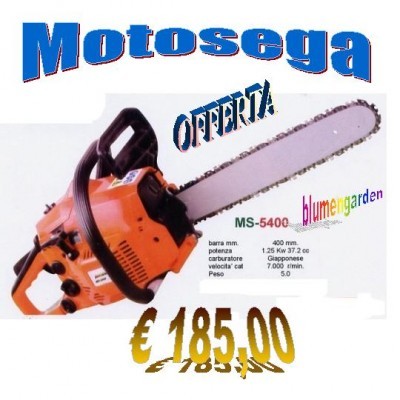 Motosega
OFFERTA
MS-5400
blumengarden
barra mm. 400 mm.
potenza 1.25 Kw 37.2 cc
carburatore Giapponese
velocita' cal 7.000 r/min.
Peso 5.0
€ 185,00